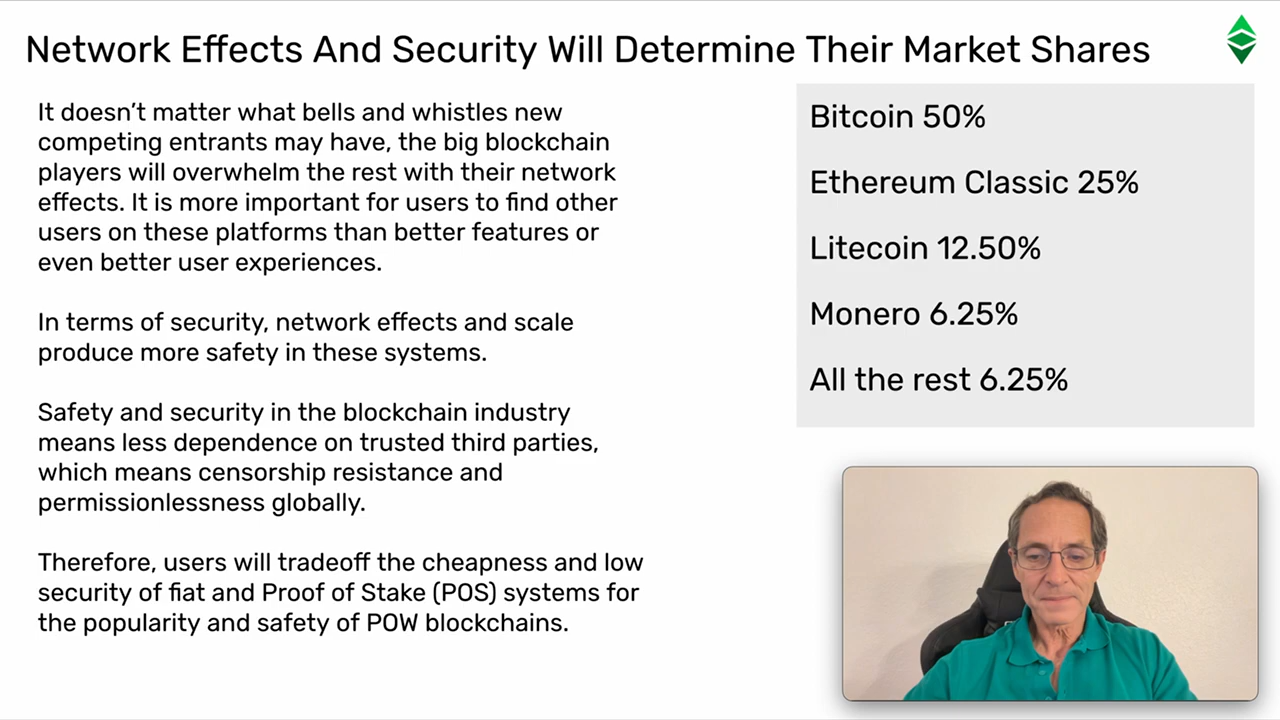 Network Effects And Security Will Determine Their Market Shares
It doesn’t matter what bells and whistles new
competing entrants may have, the big blockchain
players will overwhelm the rest with their network
effects. It is more important for users to find other
users on these platforms than better features or
even better user experiences.
In terms of security, network effects and scale
produce more safety in these systems.
Safety and security in the blockchain industry
means less dependence on trusted third parties,
which means censorship resistance and
permissionlessness globally.
Therefore, users will tradeoff the cheapness and low
security of fiat and Proof of Stake (POS) systems for
the popularity and safety of POW blockchains.
Bitcoin 50%
Ethereum Classic 25%
Litecoin 12.50%
Monero 6.25%
All the rest 6.25%